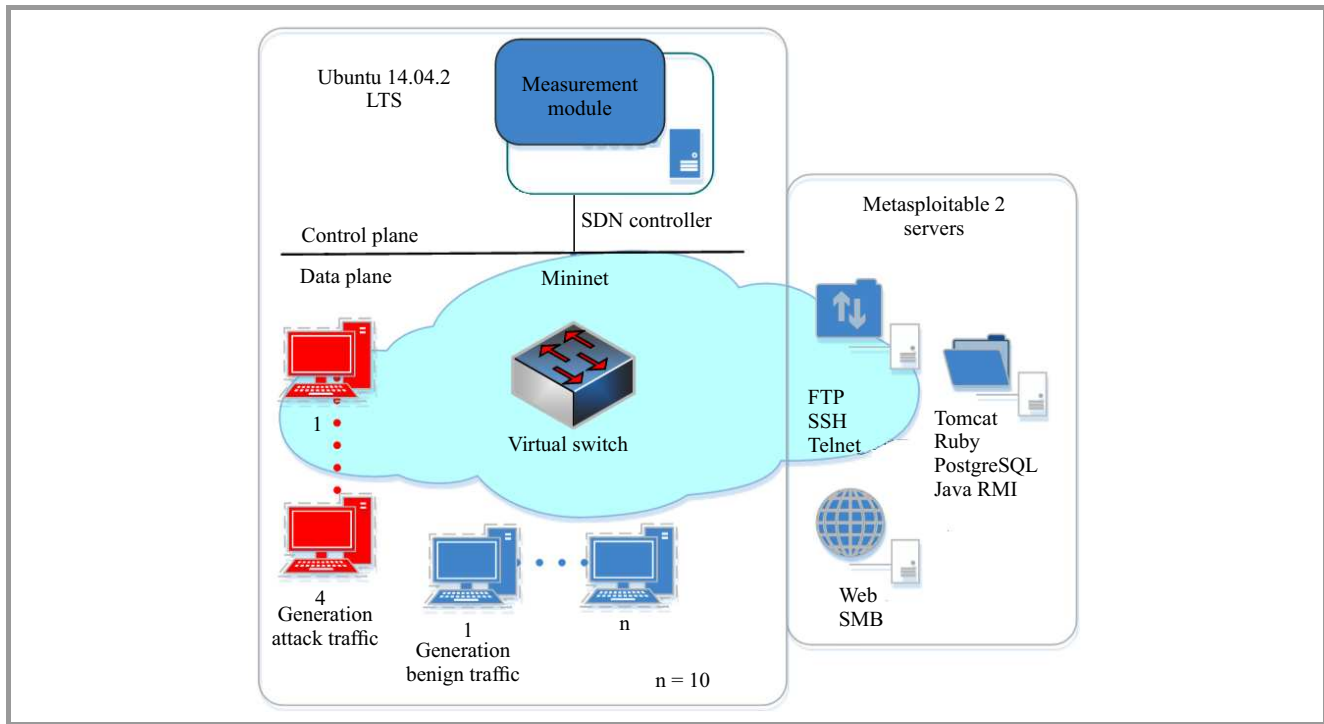 Ubuntu 14.04.2
LTS
Measurement
module
SDN controller
Control plane
Data plane
Mininet
Metasploitable 2
servers
1
Virtual switch
FTP
SSH
Telnet
Tomcat
Ruby
PostgreSQL
Java RMI
4
Generation
attack traffic
1
Generation
benign traffic
n
n = 10
Web
SMB